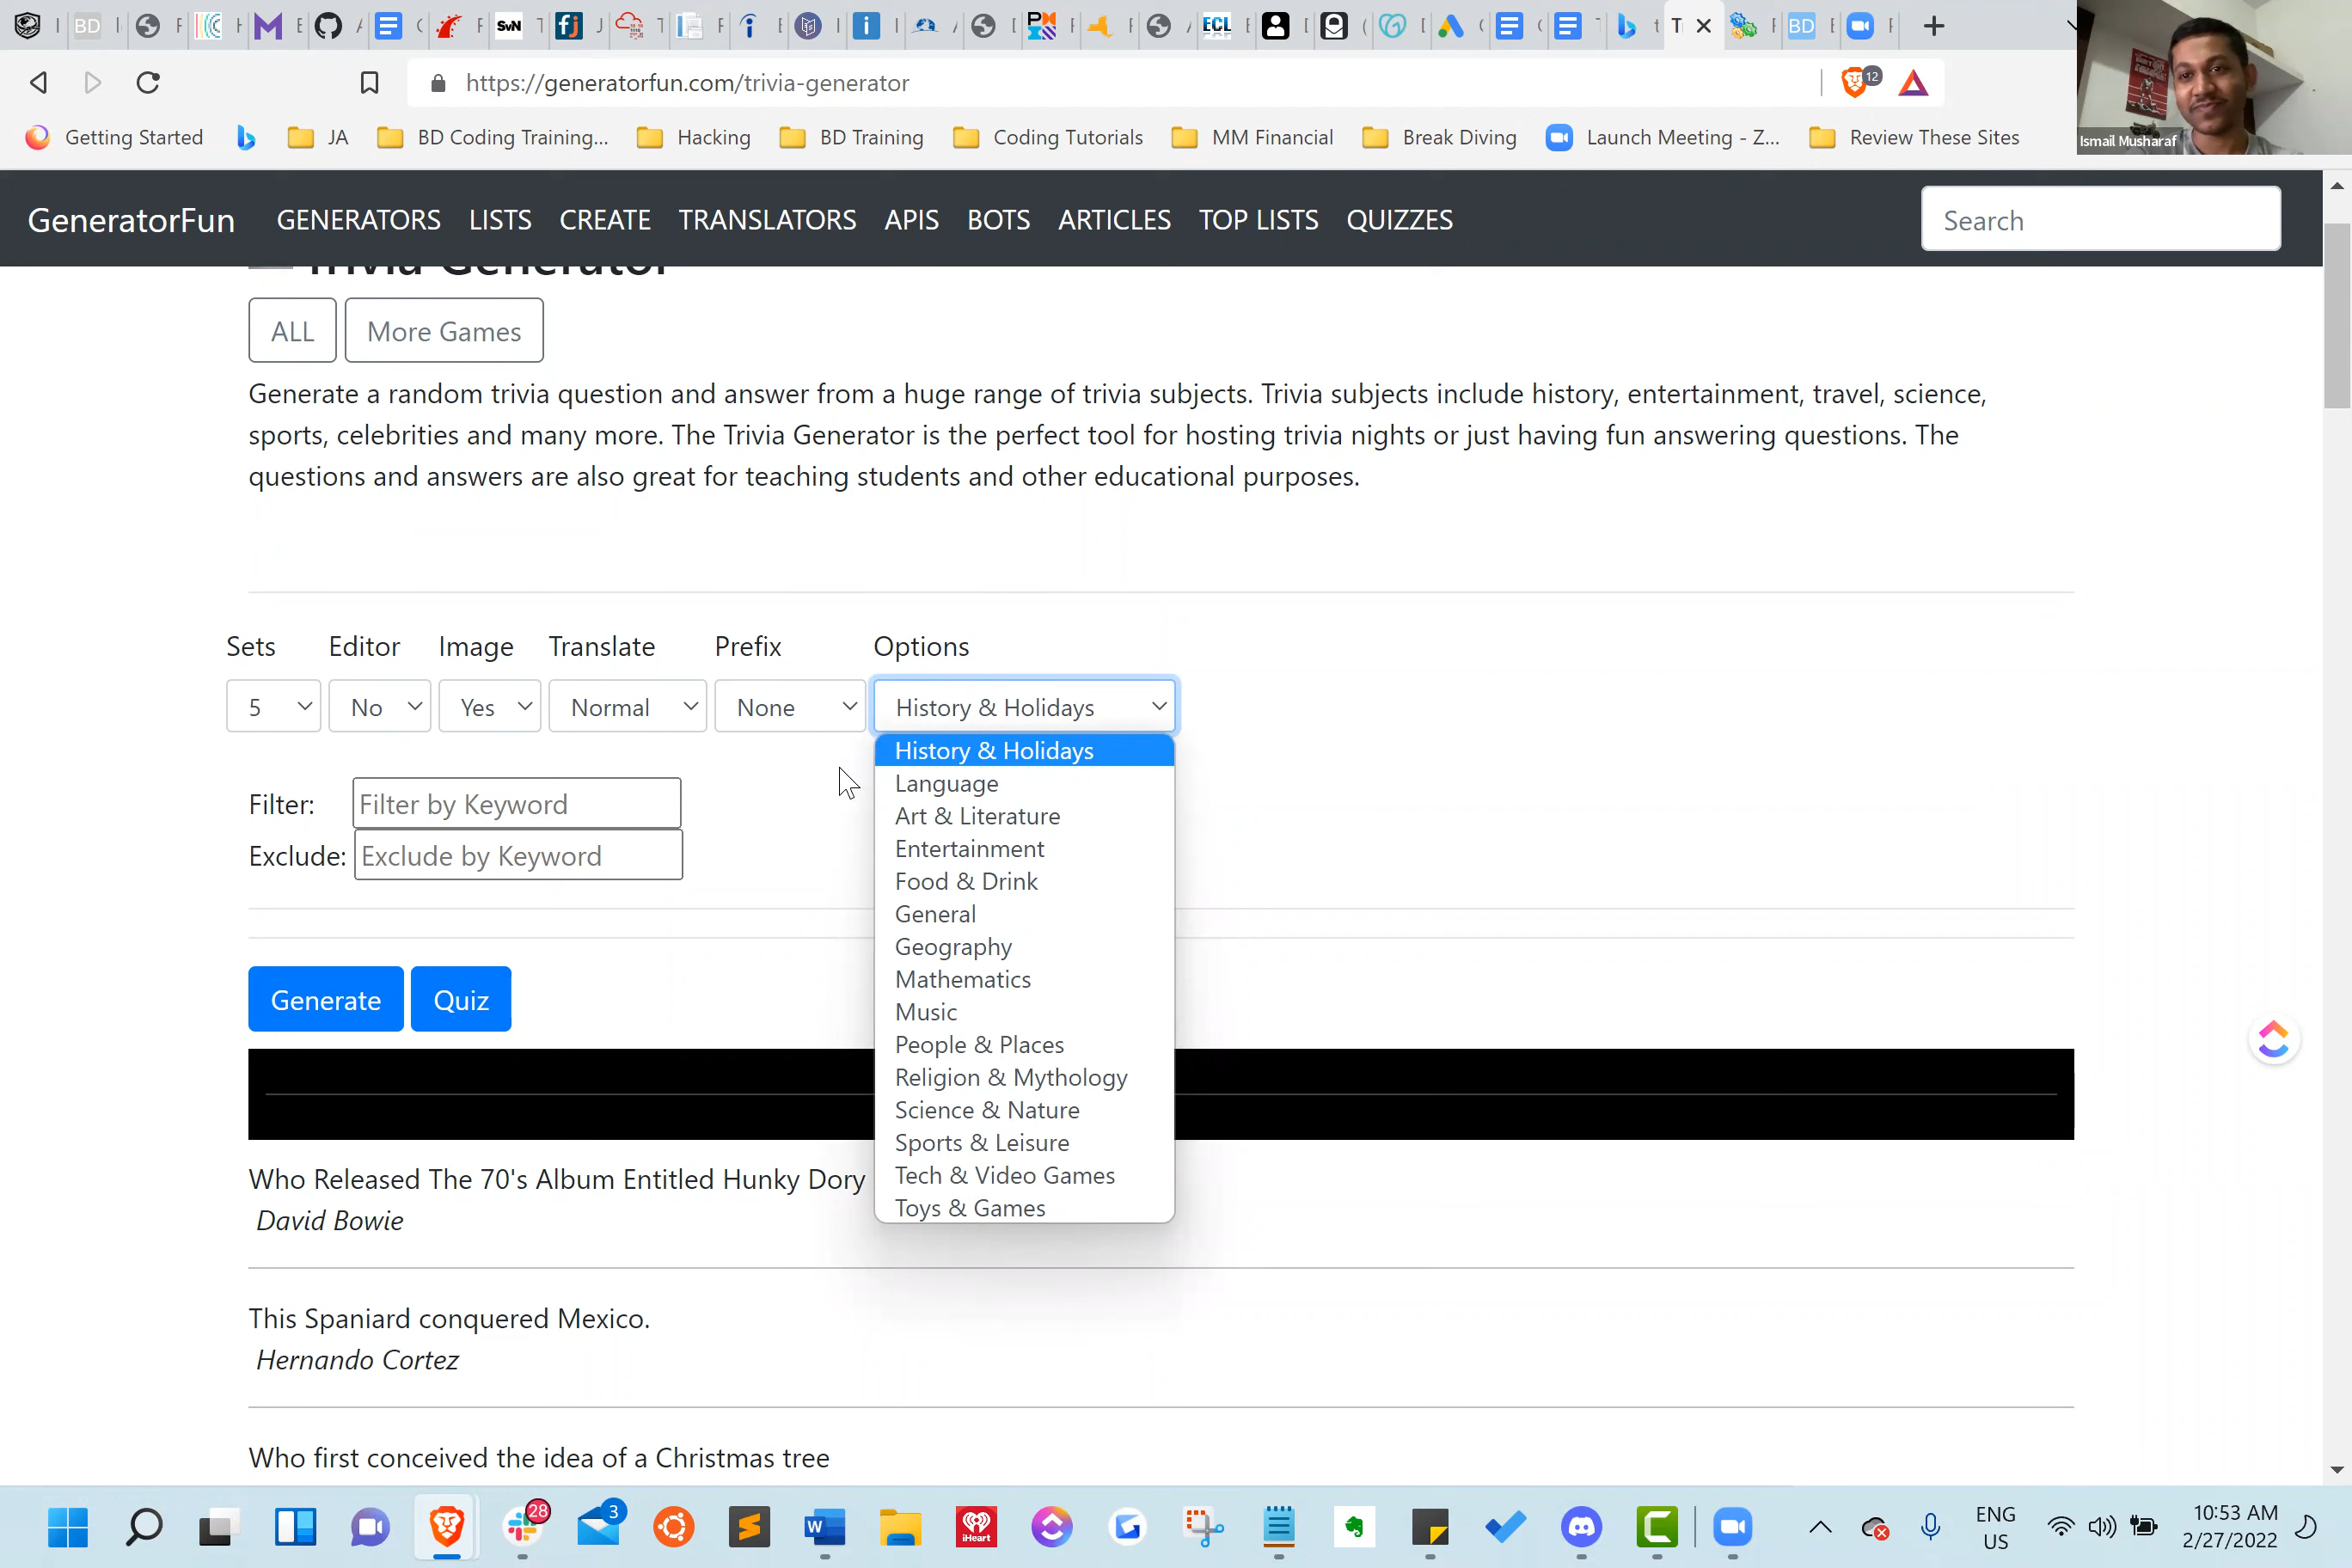 https://generatorfun.com/trivia-generator
12
Getting Started
JA
BD Coding Training...
Hacking
BD Training
Coding Tutorials
MM Financial
Break Diving
Launch Meeting - Z...
Review These Sites
Ismail Musharaf
GeneratorFun
GENERATORS
LISTS
CREATE
TRANSLATORS
APIS
BOTS
ARTICLES
TOP LISTS
QUIZZES
Search
Trivia Generator
ALL
More Games
Generate a random trivia question and answer from a huge range of trivia subjects. Trivia subjects include history, entertainment, travel, science,
sports, celebrities and many more. The Trivia Generator is the perfect tool for hosting trivia nights or just having fun answering questions. The
questions and answers are also great for teaching students and other educational purposes.
Sets
Editor
Image
Translate
Prefix
Options
5
No
Yes
Normal
None
History & Holidays
History & Holidays
Language
Art & Literature
Entertainment
Food & Drink
General
Geography
Mathematics
Music
People & Places
Religion & Mythology
Science & Nature
Sports & Leisure
Tech & Video Games
Toys & Games
Filter:
Filter by Keyword
Exclude:
Exclude by Keyword
Generate
Quiz
Who Released The 70's Album Entitled Hunky Dory
David Bowie
This Spaniard conquered Mexico.
Hernando Cortez
Who first conceived the idea of a Christmas tree
28
3
iHeart
ENG
US
10:53 AM
2/27/2022